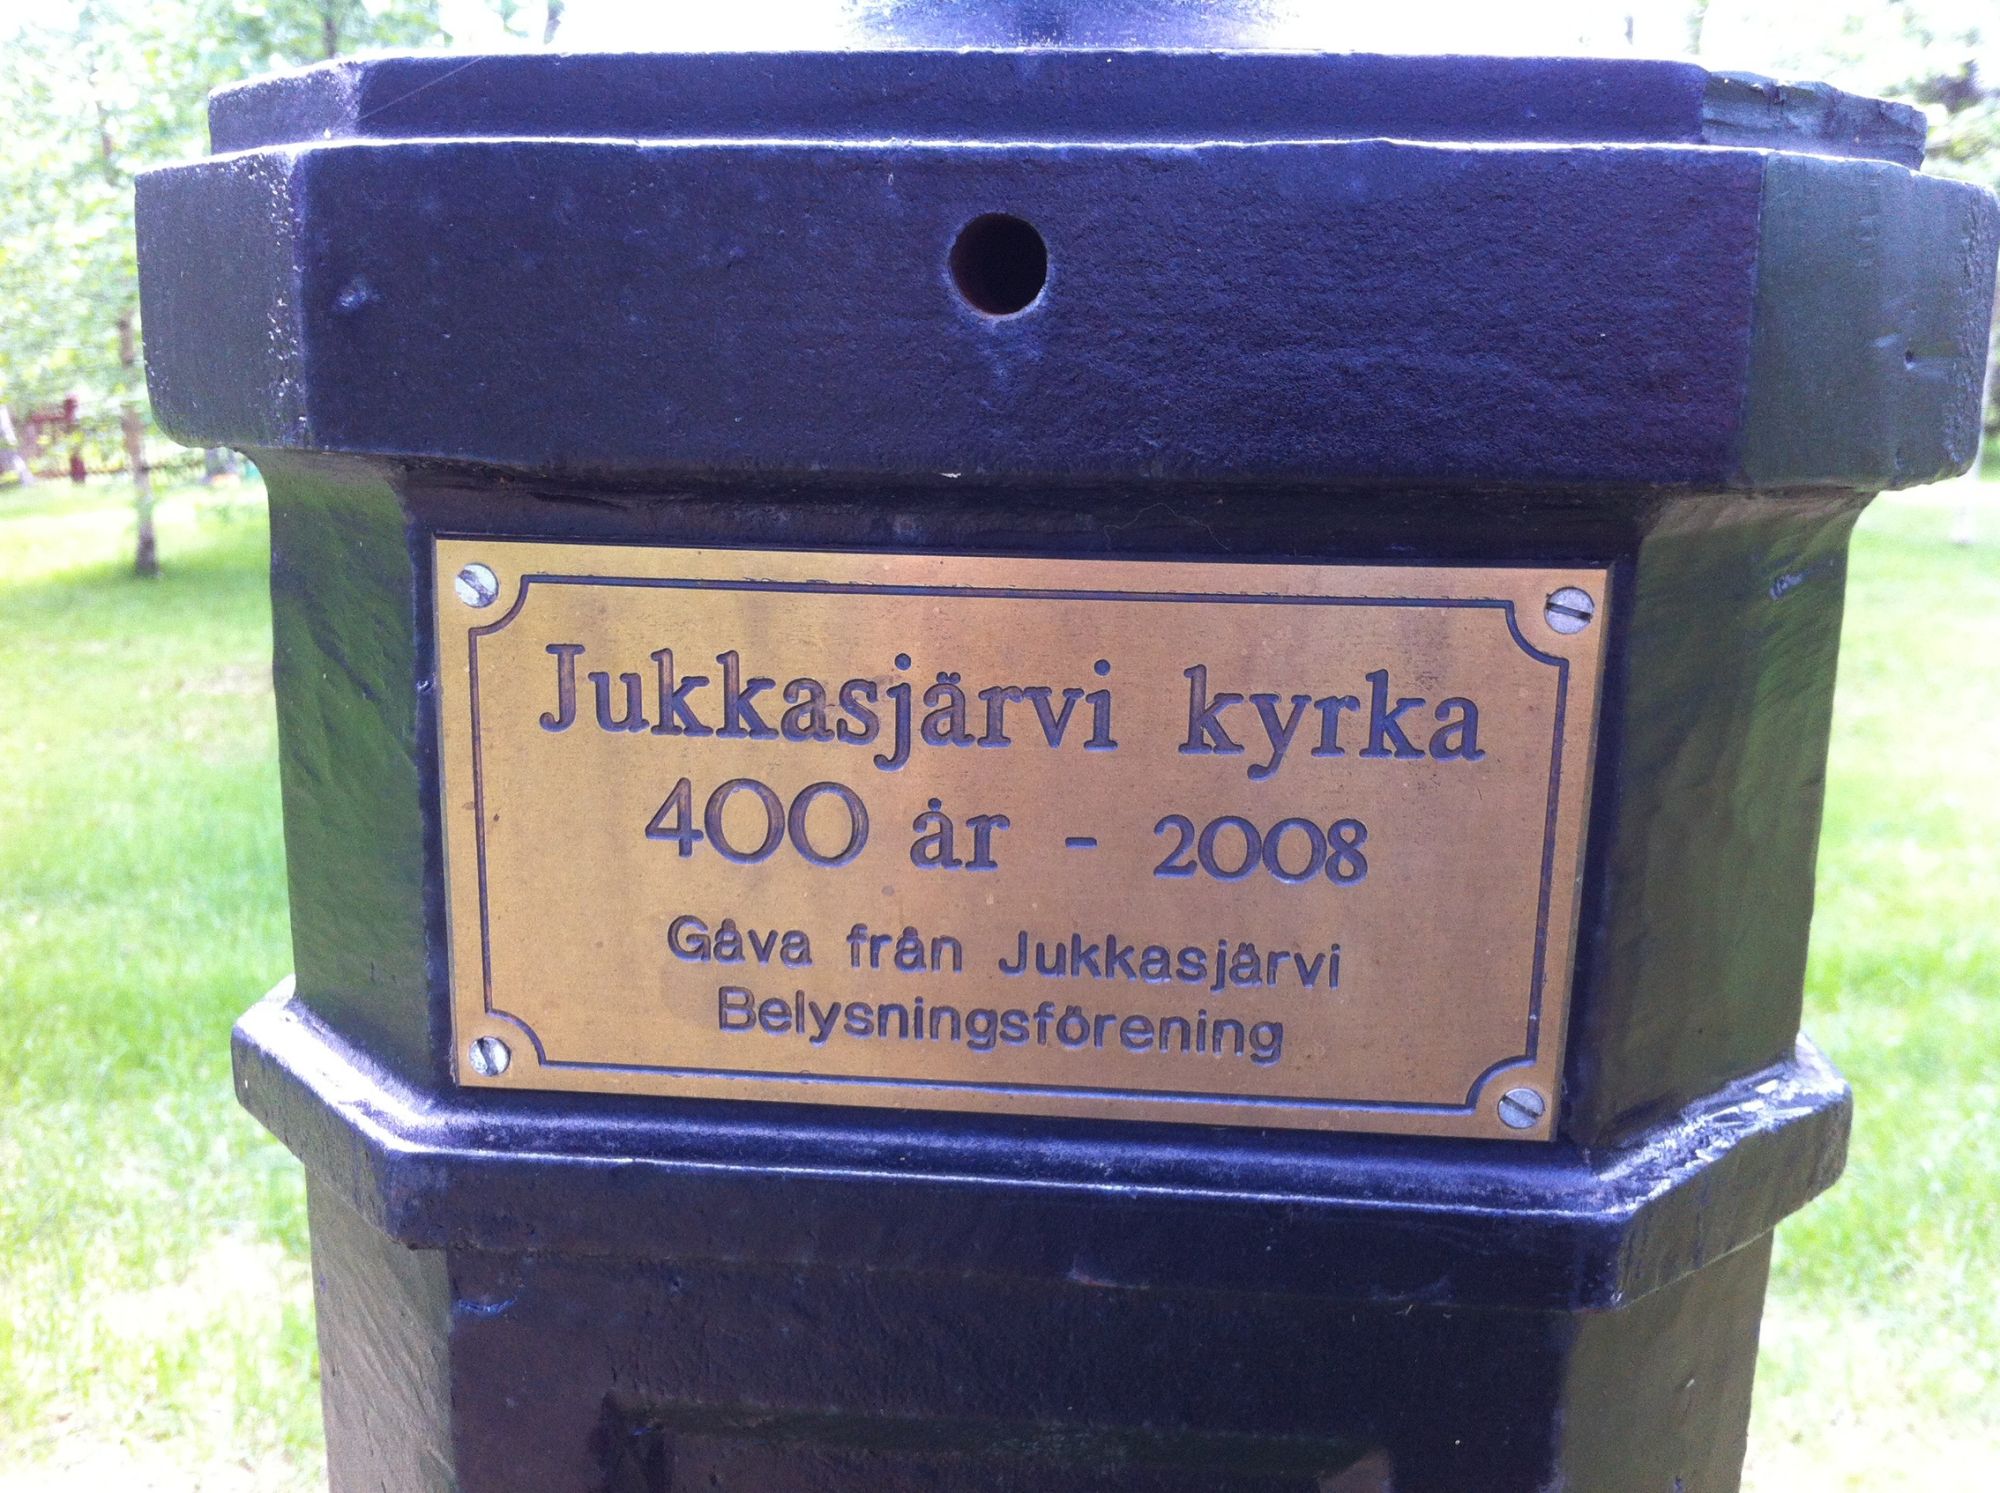 Jukkasjärvi kyrka
400 år - 2008
Gåva från Jukkasjärvi
Belysningsförening